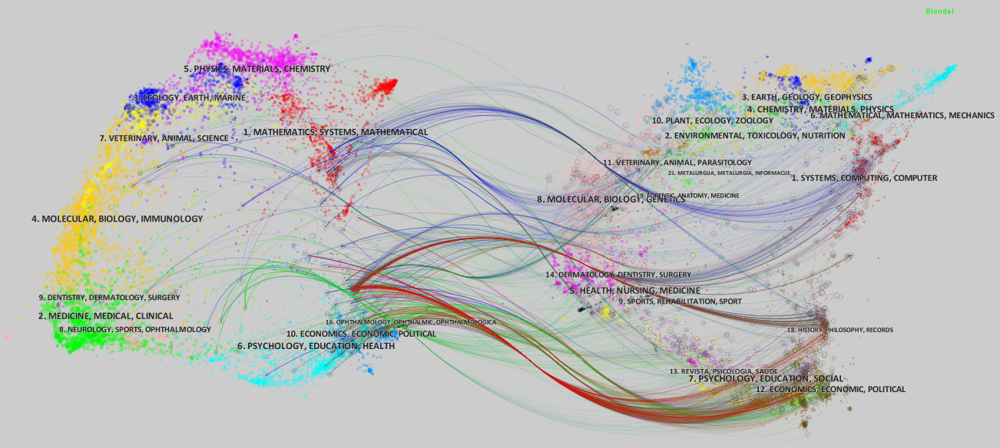 Blondel
5. PHYSICS, MATERIALS, CHEMISTRY
3. ECOLOGY, EARTH, MARINE
7. VETERINARY, ANIMAL, SCIENCE
1. MATHEMATICS, SYSTEMS, MATHEMATICAL
4. MOLECULAR, BIOLOGY, IMMUNOLOGY
9. DENTISTRY, DERMATOLOGY, SURGERY
2. MEDICINE, MEDICAL, CLINICAL
8. NEUROLOGY, SPORTS, OPHTHALMOLOGY
16. OPHTHALMOLOGY, OPHTHALMIC, OPHTHALMOLOGICA
10. ECONOMICS, ECONOMIC, POLITICAL
6. PSYCHOLOGY, EDUCATION, HEALTH
3. EARTH, GEOLOGY, GEOPHYSICS
4. CHEMISTRY, MATERIALS, PHYSICS
6. MATHEMATICAL, MATHEMATICS, MECHANICS
10. PLANT, ECOLOGY, ZOOLOGY
2. ENVIRONMENTAL, TOXICOLOGY, NUTRITION
11. VETERINARY, ANIMAL, PARASITOLOGY
21. METALURGIJA, METALURGIA, INFORMACIJE
1. SYSTEMS, COMPUTING, COMPUTER
19. FORENSIC, ANATOMY, MEDICINE
8. MOLECULAR, BIOLOGY, GENETICS
14. DERMATOLOGY, DENTISTRY, SURGERY
5. HEALTH, NURSING, MEDICINE
9. SPORTS, REHABILITATION, SPORT
18. HISTORY, PHILOSOPHY, RECORDS
13. REVISTA, PSICOLOGIA, SAUDE
7. PSYCHOLOGY, EDUCATION, SOCIAL
12. ECONOMICS, ECONOMIC, POLITICAL